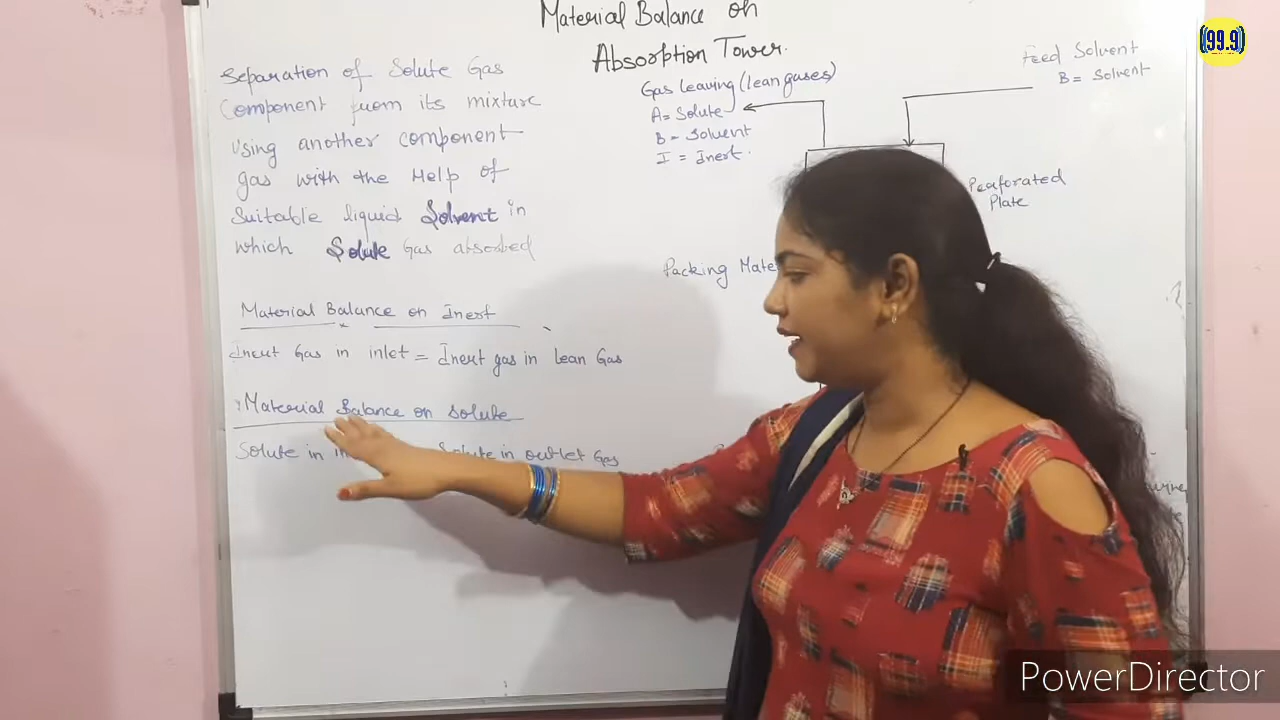 Material Balance on
Absorption Tower.
Separation of Solute Gas
Component from its mixture
using another component
gas with the Help of
Suitable liquid Solvent in
which Solute Gas absorbed
Material Balance on Inert
Inert Gas in inlet = Inert gas in Lean Gas
Material Balance on Solute
Solute in
Solute in outlet Gas
Gas leaving (lean gases)
A = Solute
B = Solvent
I = Inert.
Feed Solvent
B = Solvent
Perforated
Plate
Packing Mate
(99.9)
PowerDirector